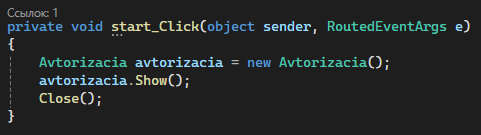 Ссылок: 1
private void start_Click(object sender, RoutedEventArgs e)
{
    Avtorizacia avtorizacia = new Avtorizacia();
    avtorizacia.Show();
    Close();
}